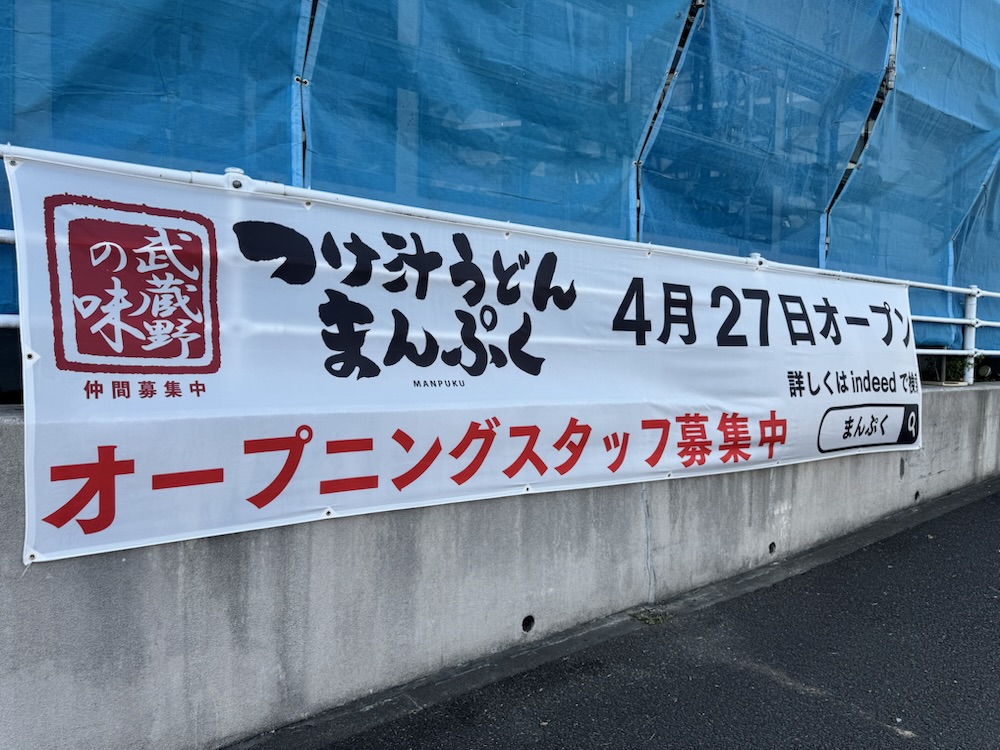 武蔵野
の味
仲間募集中
つけ汁うどん
まんぷく
MANPUKU
4月27日オープン
詳しくはindeedで検
まんぷく
オープニングスタッフ募集中